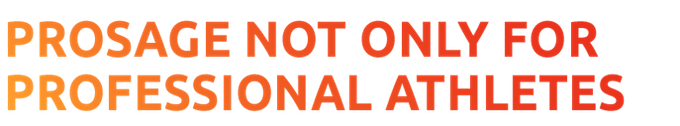 PROSAGE NOT ONLY FOR
PROFESSIONAL ATHLETES